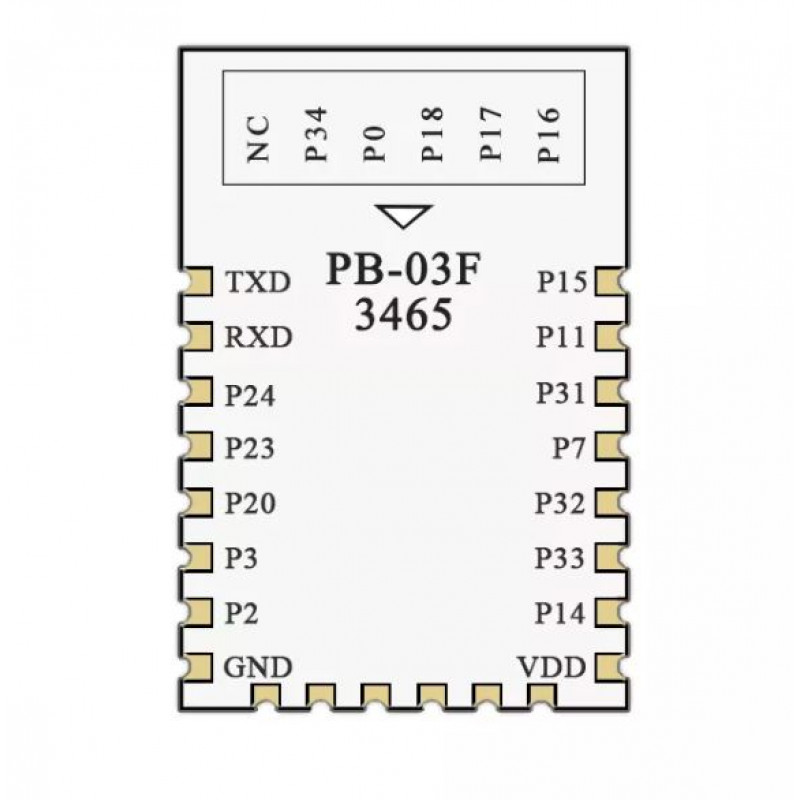 NC P34 P0 P18 P17 P16
PB-03F
3465
TXD P15
RXD P11
P24 P31
P23 P7
P20 P32
P3 P33
P2 P14
GND VDD